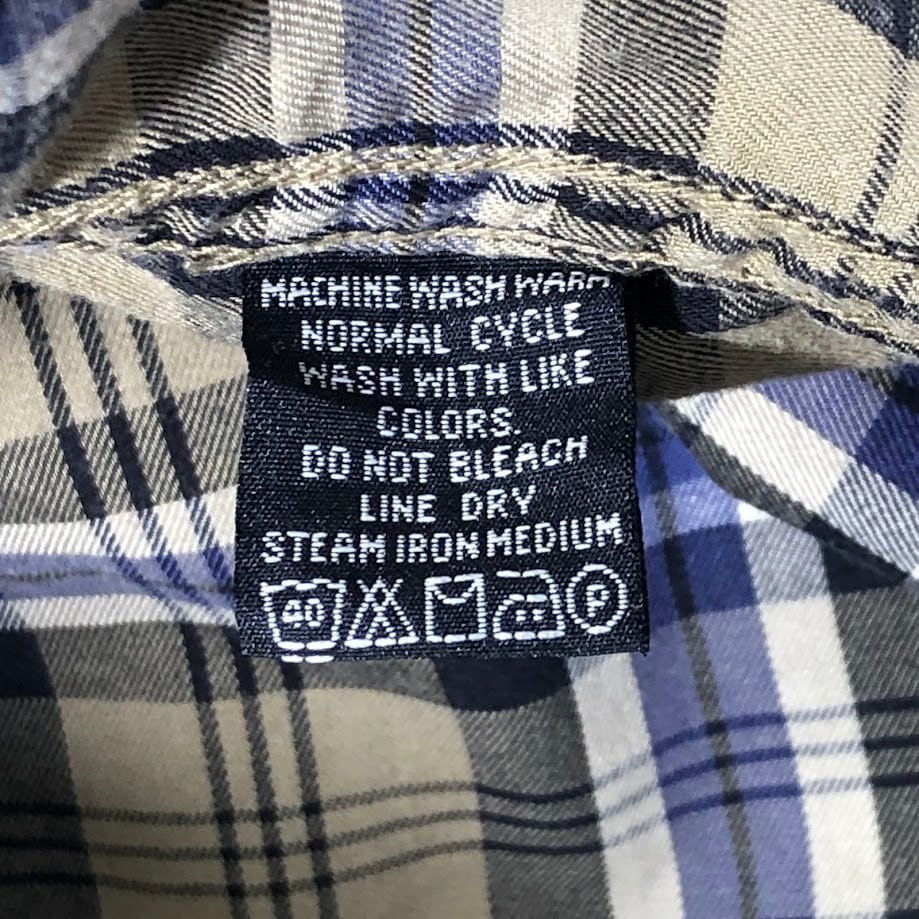 MACHINE WASH WARM
NORMAL CYCLE
WASH WITH LIKE
COLORS.
DO NOT BLEACH
LINE DRY
STEAM IRON MEDIUM
40 P